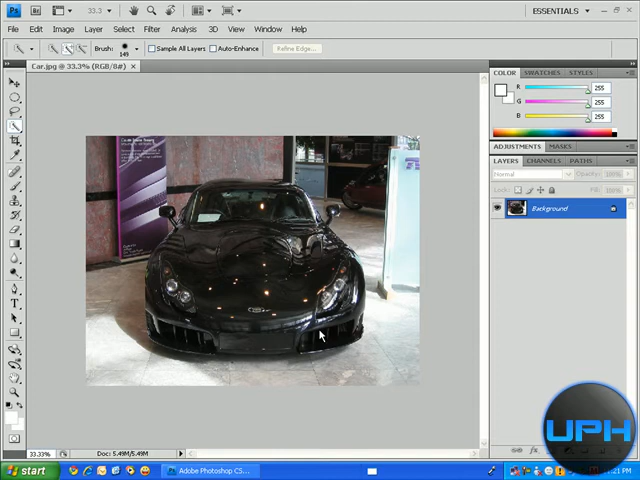 Ps Br 33.3 ESSENTIALS
File Edit Image Layer Select Filter Analysis 3D View Window Help
Brush: 149 Sample All Layers Auto-Enhance Refine Edge...
Car.jpg @ 33.3% (RGB/8#) ×
COLOR SWATCHES STYLES
R 255
G 255
B 255
ADJUSTMENTS MASKS
LAYERS CHANNELS PATHS
Normal Opacity: 100%
Lock: Fill: 100%
Background
T
33.33% Doc: 5.49M/5.49M
UPH
start Adobe Photoshop CS...